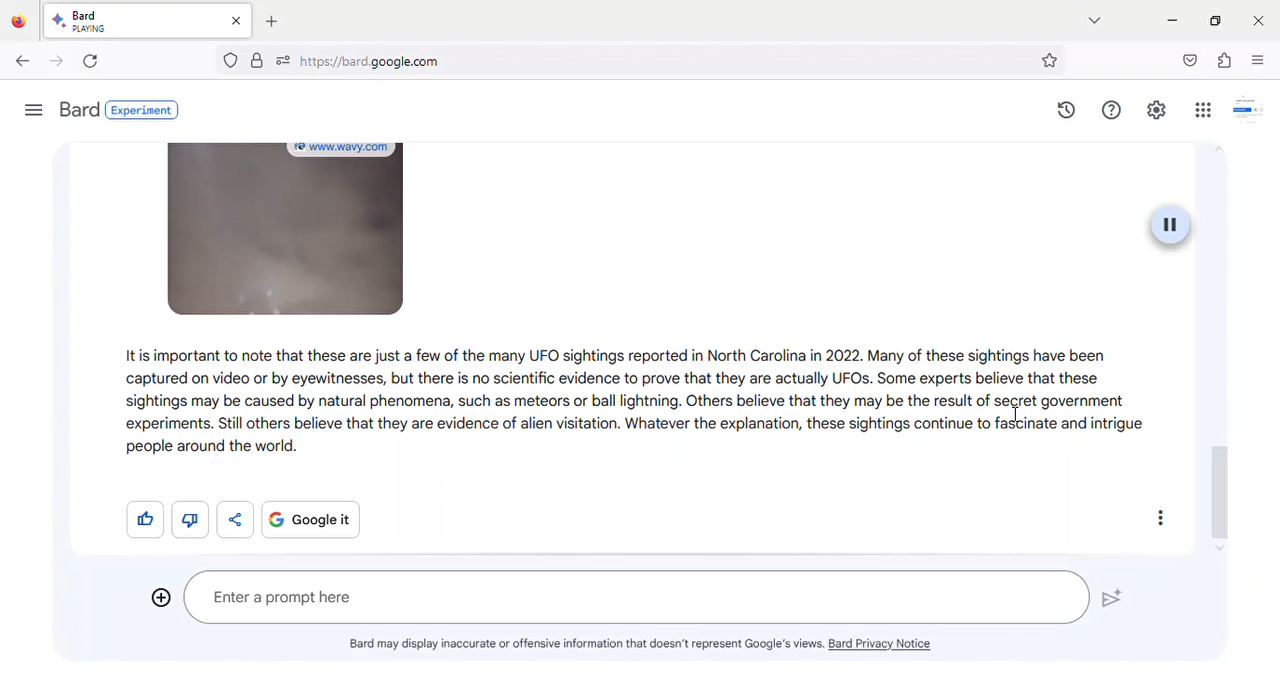 Bard
PLAYING
https://bard.google.com
Bard Experiment
www.wavy.com
It is important to note that these are just a few of the many UFO sightings reported in North Carolina in 2022. Many of these sightings have been
captured on video or by eyewitnesses, but there is no scientific evidence to prove that they are actually UFOs. Some experts believe that these
sightings may be caused by natural phenomena, such as meteors or ball lightning. Others believe that they may be the result of secret government
experiments. Still others believe that they are evidence of alien visitation. Whatever the explanation, these sightings continue to fascinate and intrigue
people around the world.
Google it
Enter a prompt here
Bard may display inaccurate or offensive information that doesn't represent Google's views. Bard Privacy Notice